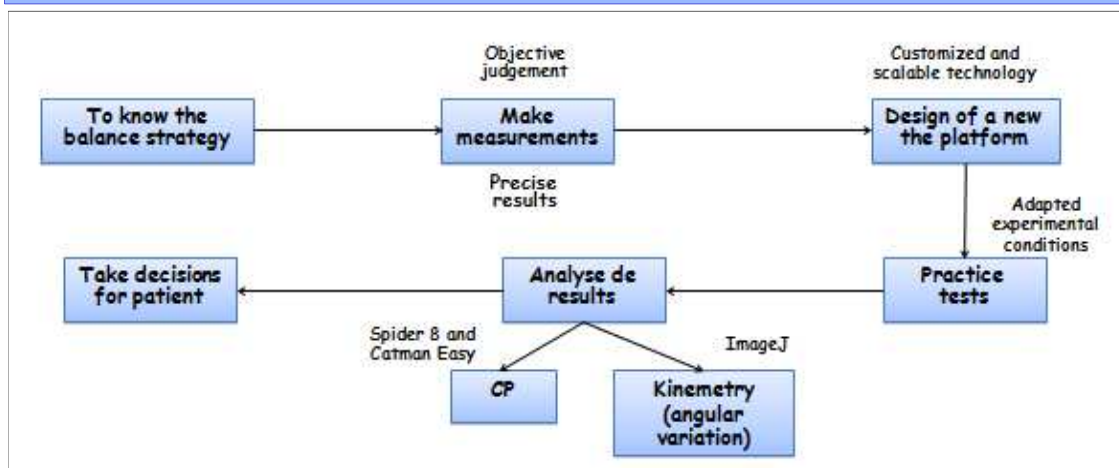 Objective
judgement
Customized and
scalable technology
To know the
balance strategy
Make
measurements
Design of a new
the platform
Precise
results
Adapted
experimental
conditions
Take decisions
for patient
Analyse de
results
Practice
tests
Spider 8 and
Catman Easy
ImageJ
CP
Kinemetry
(angular
variation)